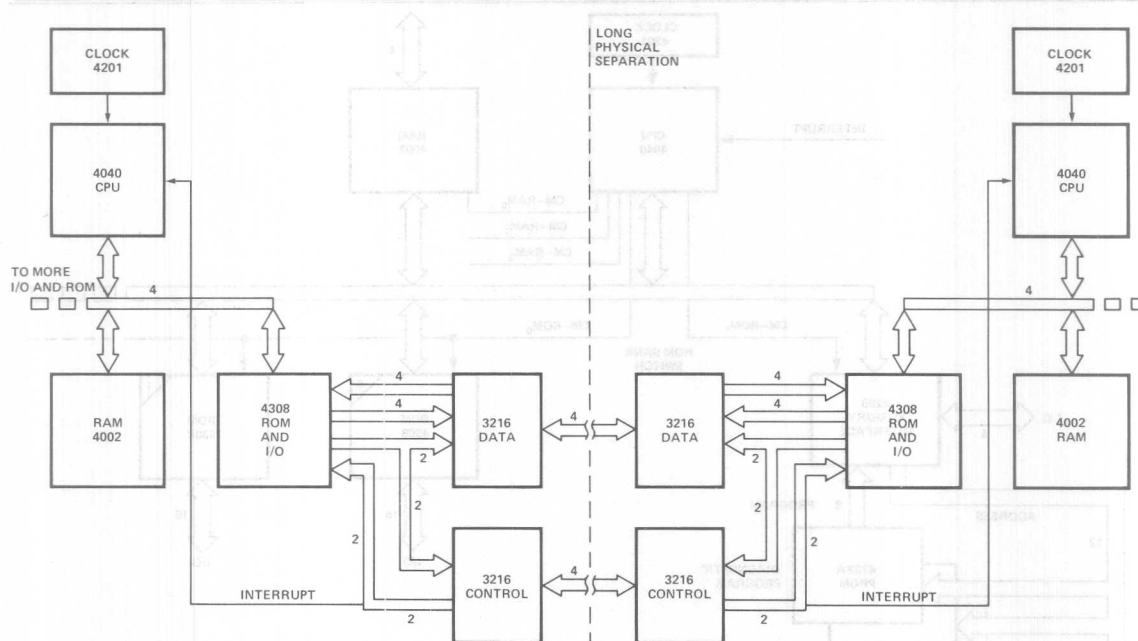 CLOCK
4201
4040
CPU
TO MORE
I/O AND ROM
4
RAM
4002
4308
ROM
AND
I/O
4
4
2
2
2
2
INTERRUPT
3216
DATA
3216
CONTROL
LONG
PHYSICAL
SEPARATION
4
4
3216
DATA
3216
CONTROL
4
4
2
2
2
2
INTERRUPT
4308
ROM
AND
I/O
CLOCK
4201
4040
CPU
4
4002
RAM